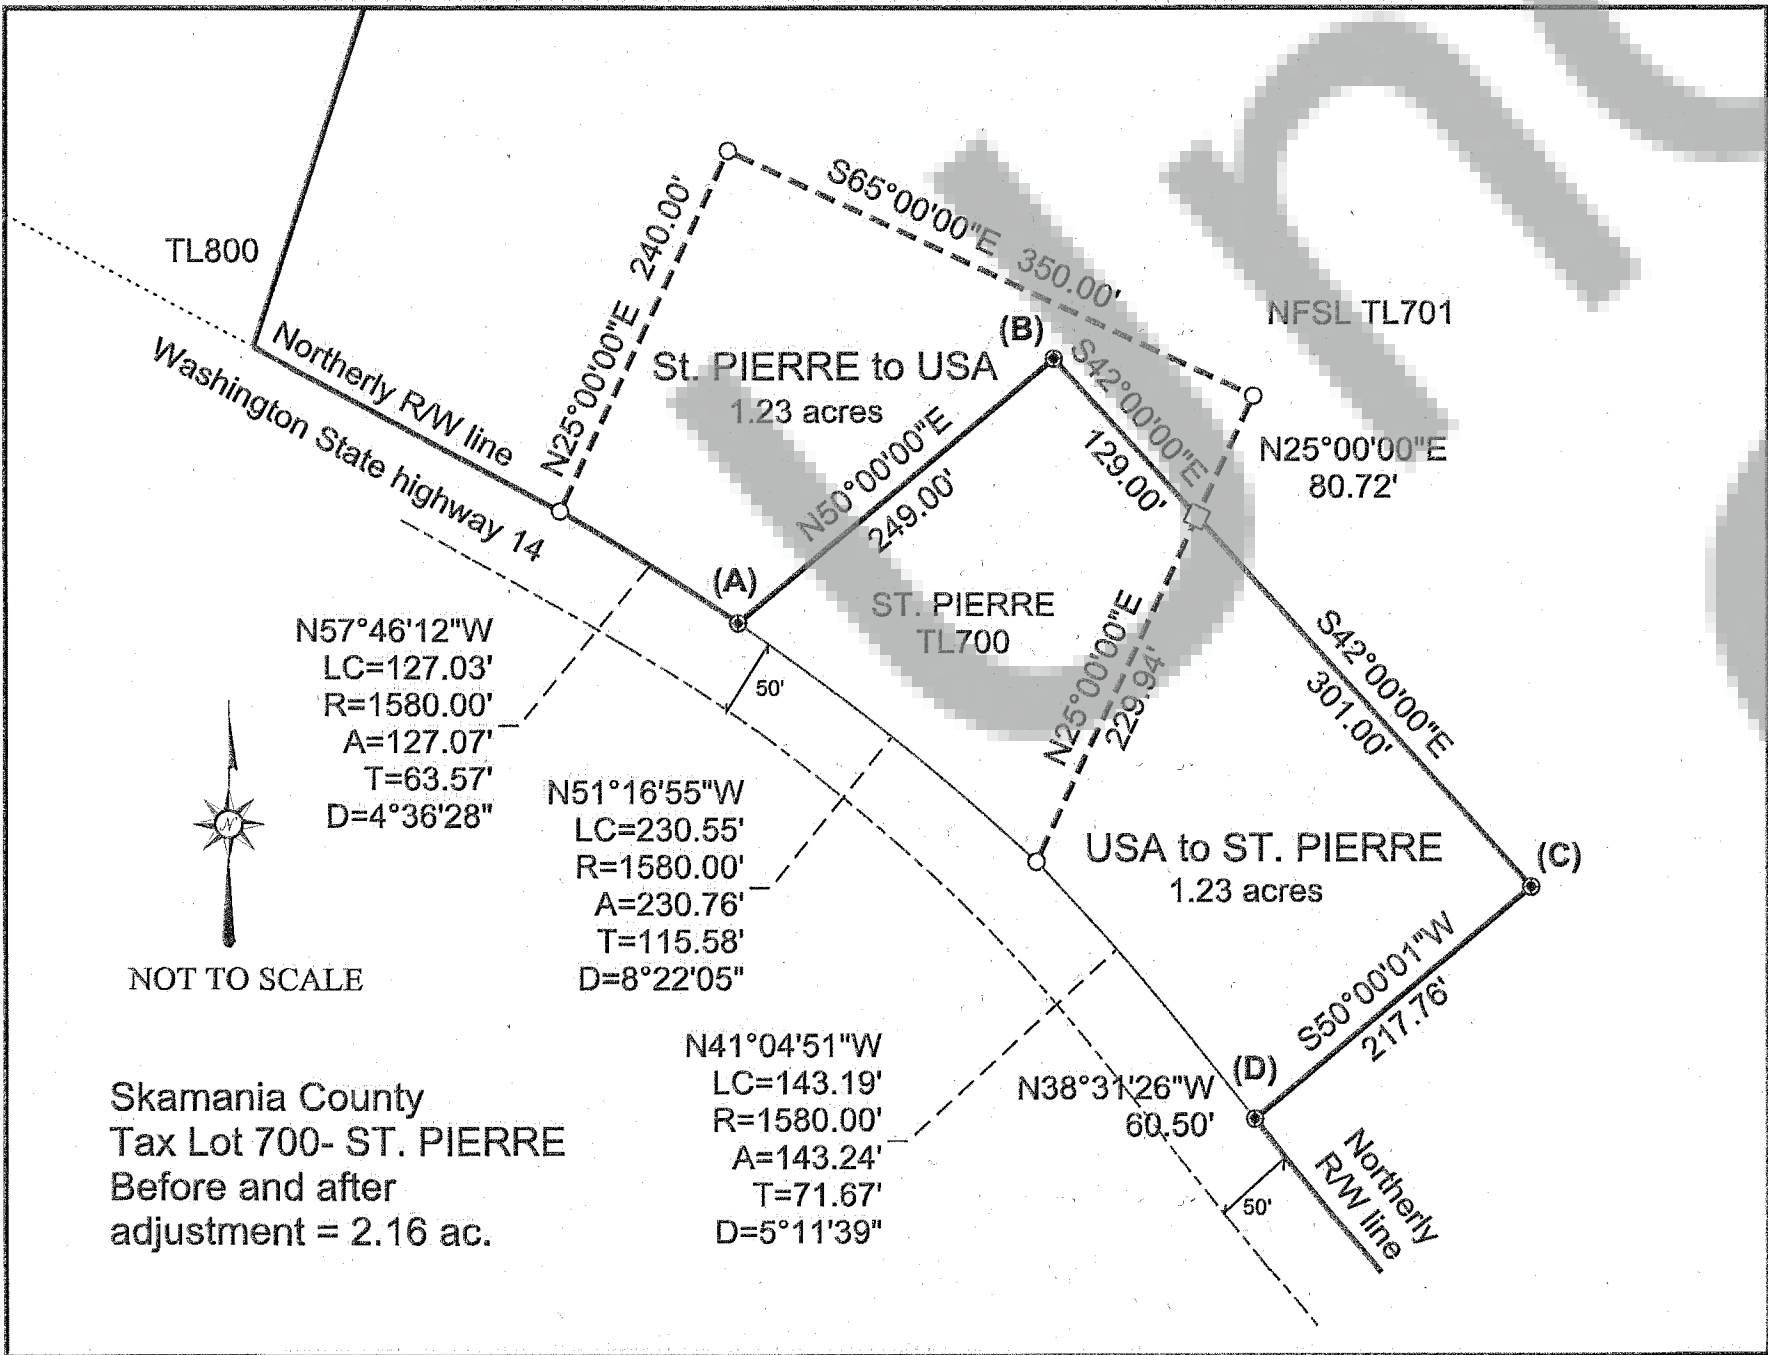 S65°00'00"E 350.00'
N25°00'00"E 240.00'
TL800
NFSL TL701
(B)
Northerly R/W line
Washington State highway 14
St. PIERRE to USA
1.23 acres
S42°00'00"E
129.00'
N25°00'00"E
80.72'
N50°00'00"E
249.00'
(A)
ST. PIERRE
TL700
N25°00'00"E
229.94'
S42°00'00"E
301.00'
N57°46'12"W
LC=127.03'
R=1580.00'
A=127.07'
T=63.57'
D=4°36'28"
50'
N51°16'55"W
LC=230.55'
R=1580.00'
A=230.76'
T=115.58'
D=8°22'05"
N
NOT TO SCALE
USA to ST. PIERRE
1.23 acres
(C)
S50°00'01"W
217.76'
N41°04'51"W
LC=143.19'
R=1580.00'
A=143.24'
T=71.67'
D=5°11'39"
N38°31'26"W
60.50'
(D)
Northerly
R/W line
50'
Skamania County
Tax Lot 700- ST. PIERRE
Before and after
adjustment = 2.16 ac.